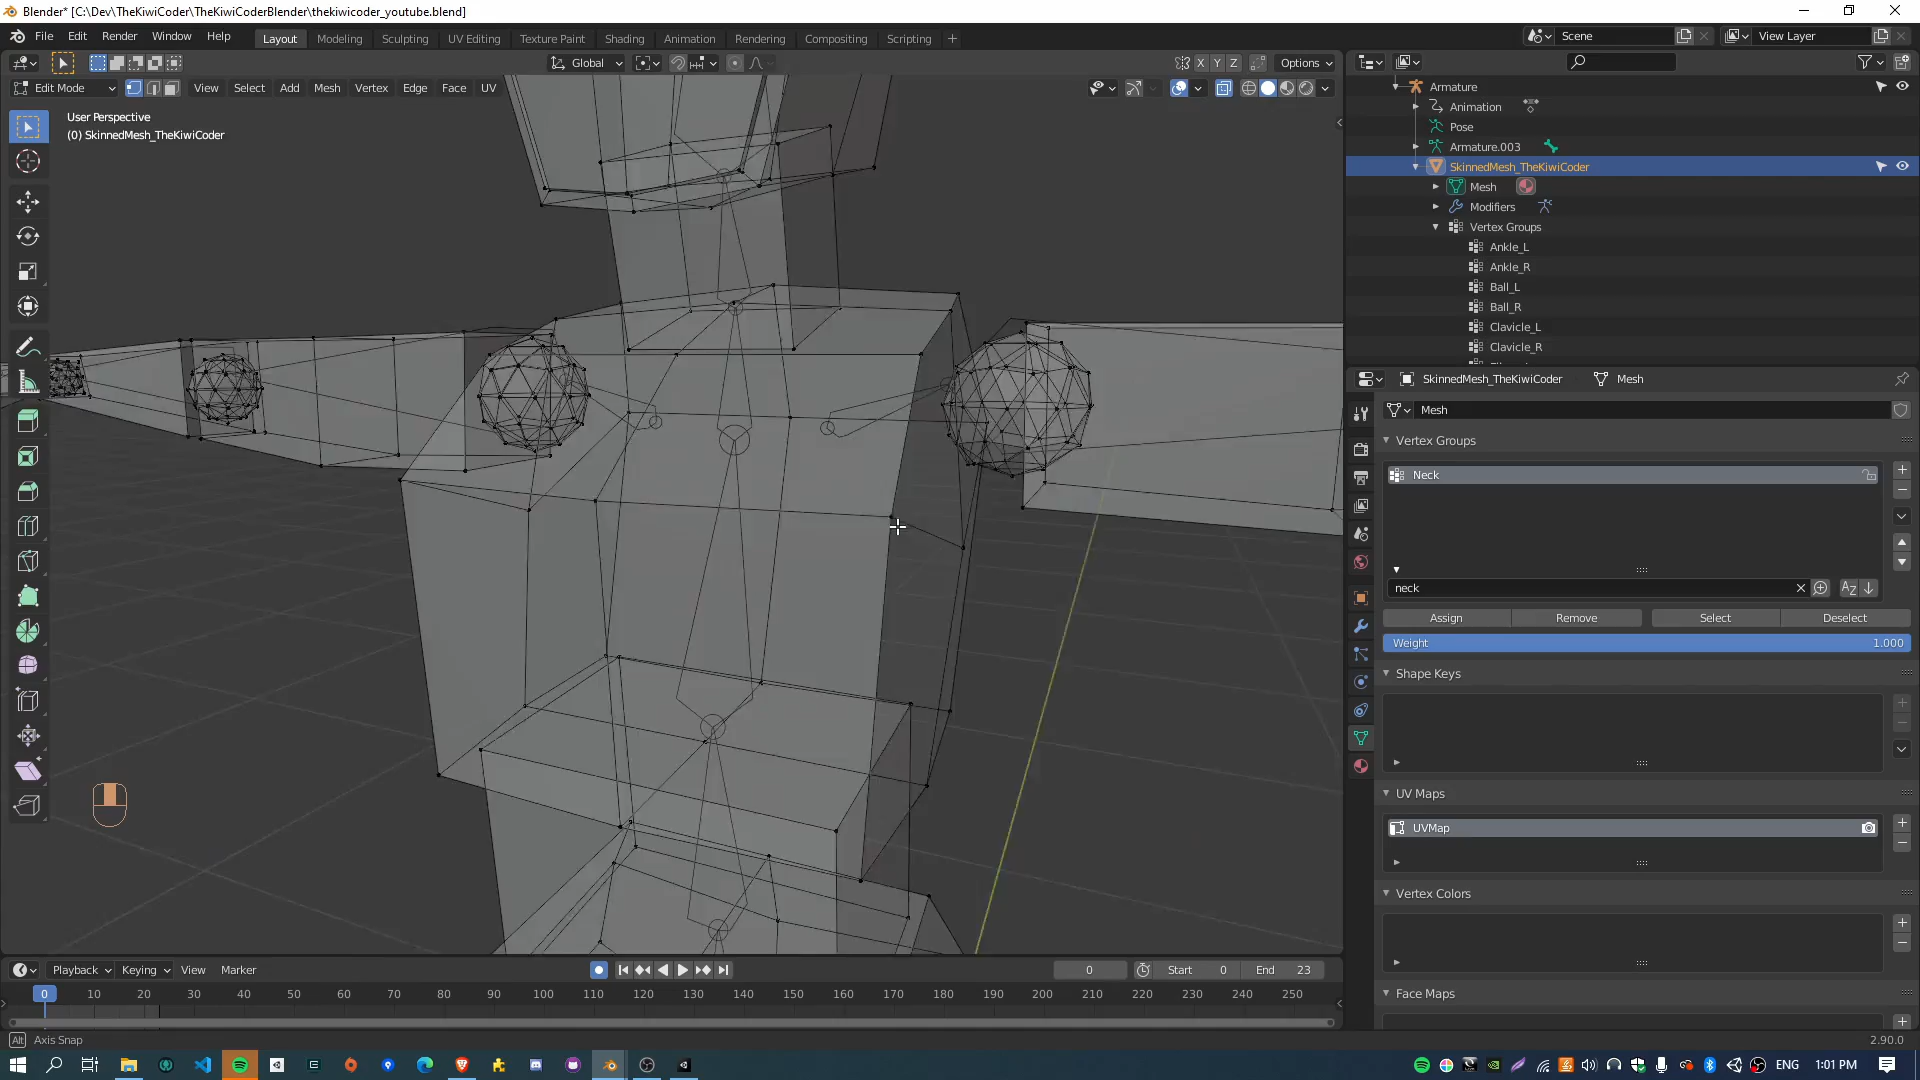 Blender* [C:\Dev\TheKiwiCoder\TheKiwiCoderBlender\thekiwicoder_youtube.blend]
File Edit Render Window Help
Layout Modeling Sculpting UV Editing Texture Paint Shading Animation Rendering Compositing Scripting +
Scene
View Layer
Global
X Y Z
Options
Edit Mode
View Select Add Mesh Vertex Edge Face UV
User Perspective
(0) SkinnedMesh_TheKiwiCoder
Armature
Animation
Pose
Armature.003
SkinnedMesh_TheKiwiCoder
Mesh
Modifiers
Vertex Groups
Ankle_L
Ankle_R
Ball_L
Ball_R
Clavicle_L
Clavicle_R
SkinnedMesh_TheKiwiCoder
Mesh
Mesh
Vertex Groups
Neck
neck
Assign Remove Select Deselect
Weight 1.000
Shape Keys
UV Maps
UVMap
Vertex Colors
Face Maps
Playback Keying View Marker
0
Start 0 End 23
0 10 20 30 40 50 60 70 80 90 100 110 120 130 140 150 160 170 180 190 200 210 220 230 240 250
Alt Axis Snap
2.90.0
ENG 1:01 PM